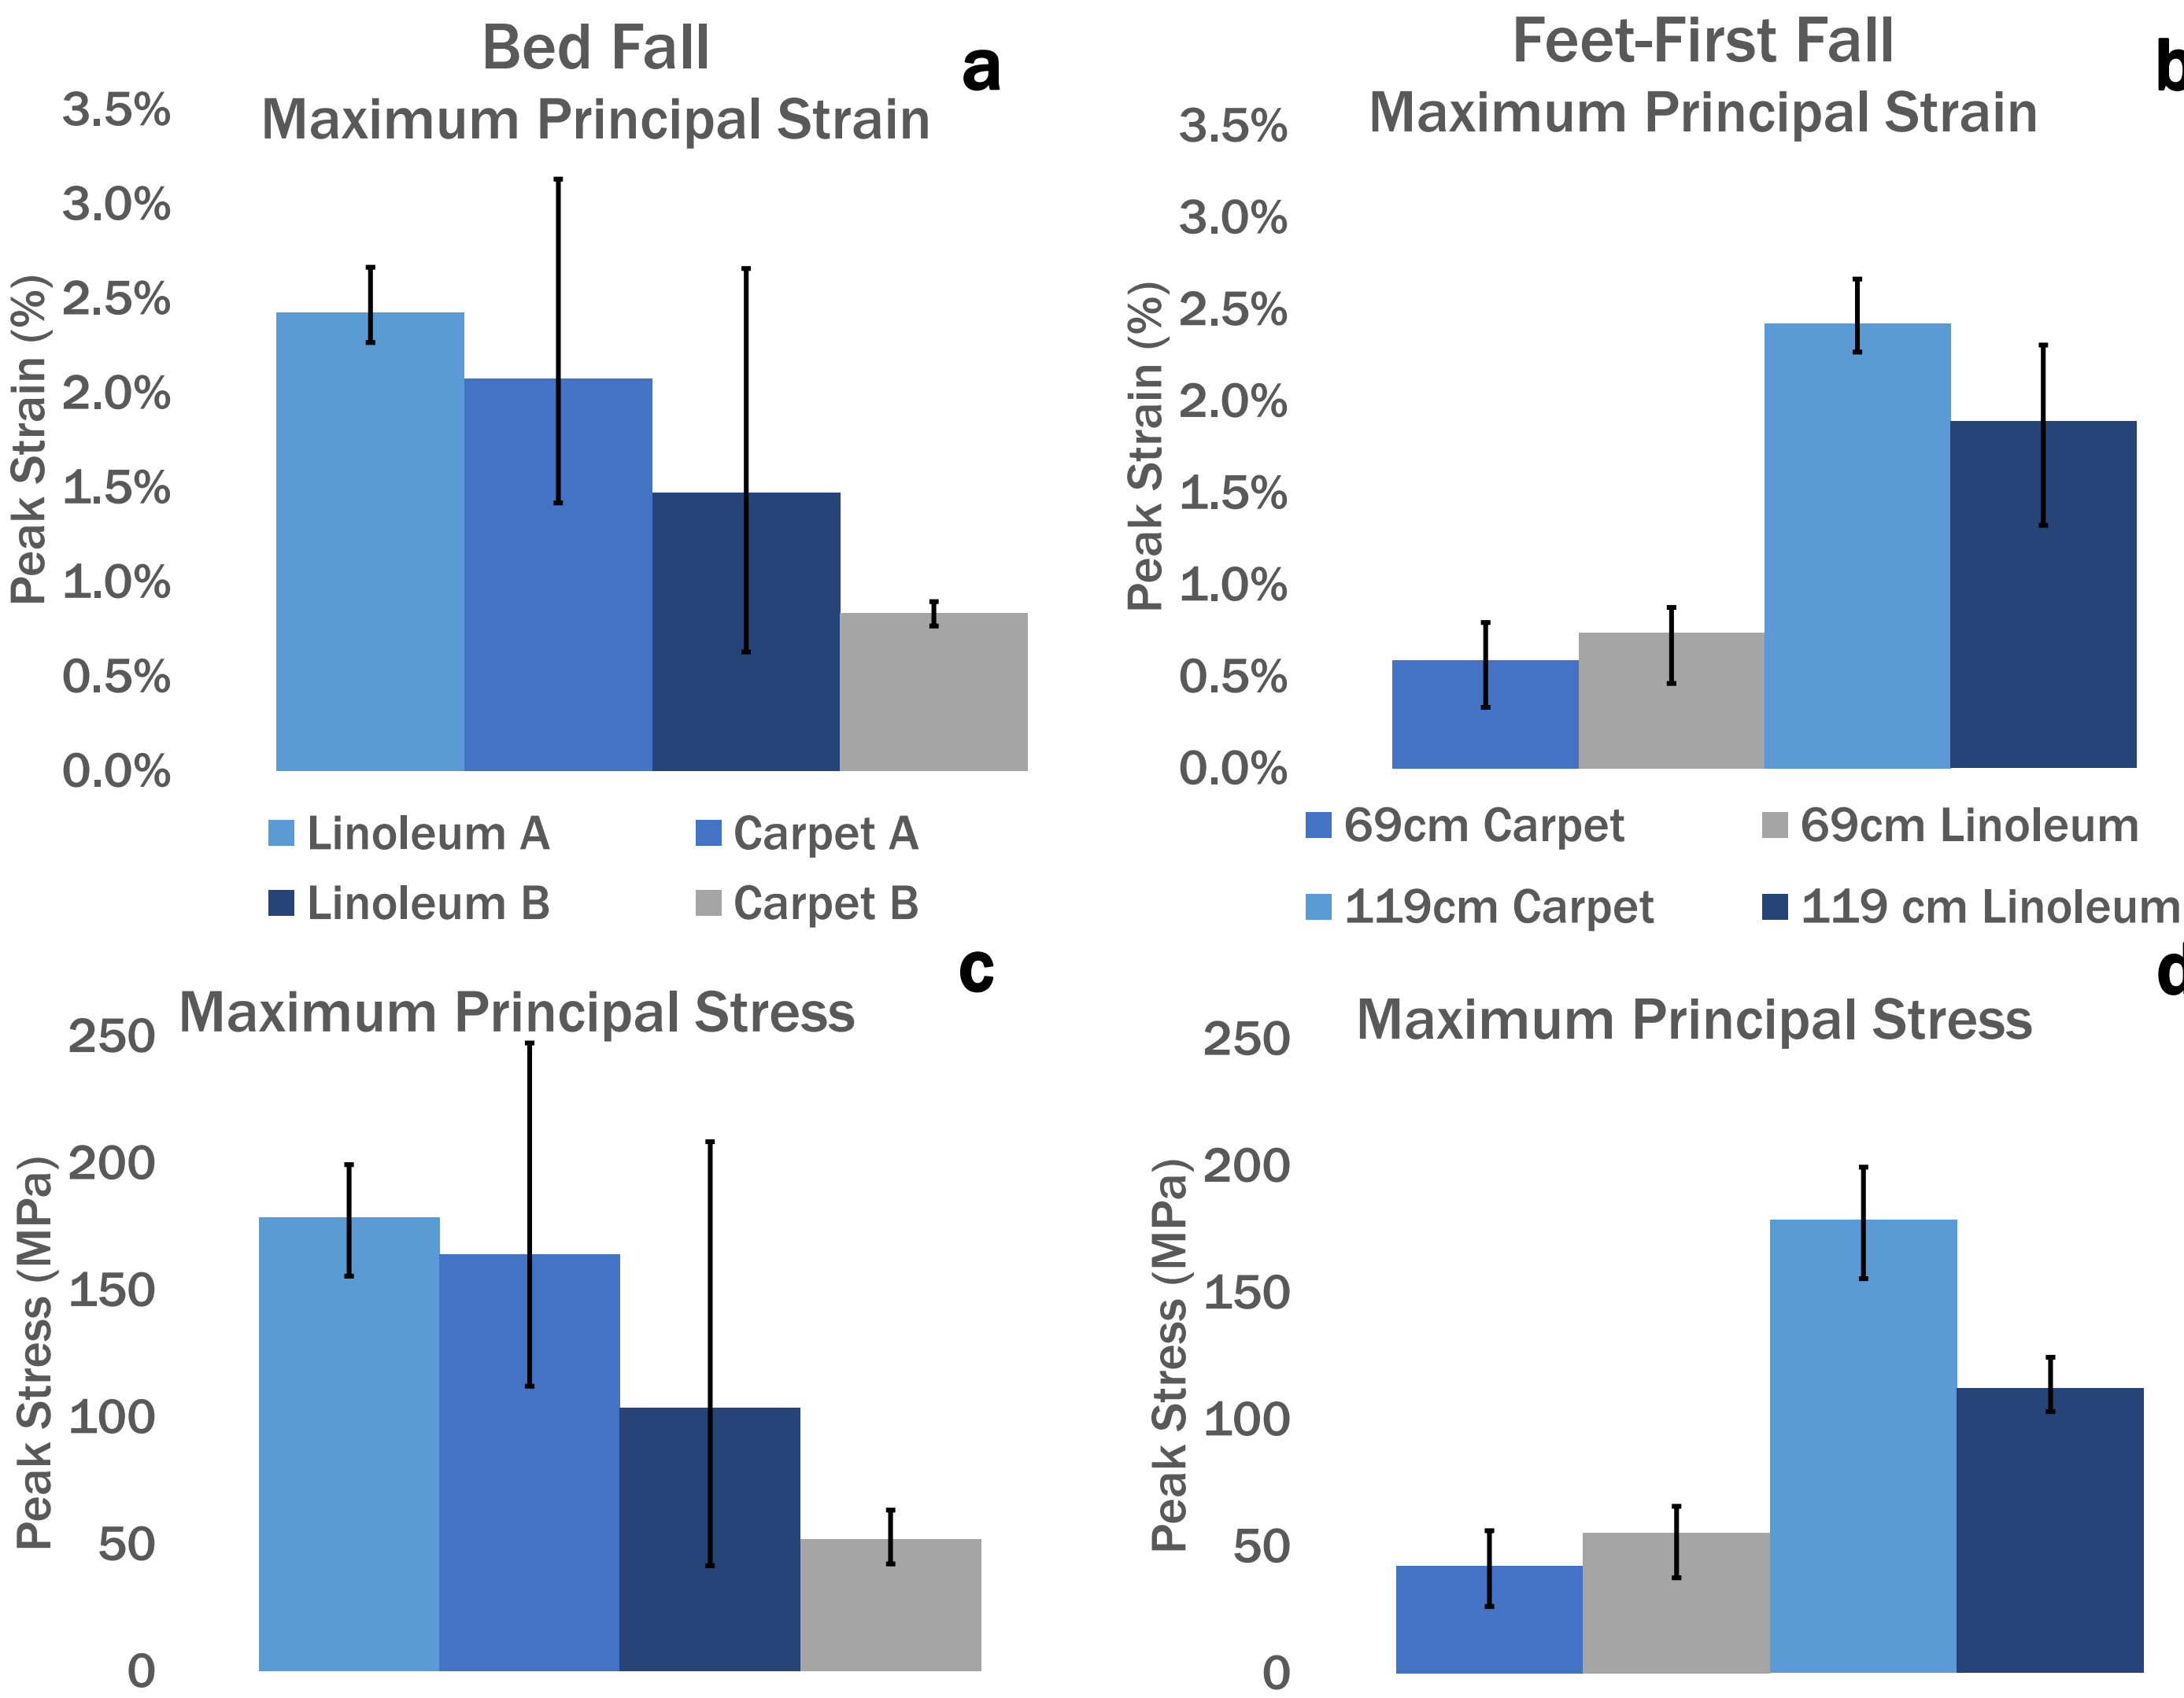 Bed Fall
a
Maximum Principal Strain
Peak Strain (%)
3.5%
3.0%
2.5%
2.0%
1.5%
1.0%
0.5%
0.0%
Linoleum A
Carpet A
Linoleum B
Carpet B
Feet-First Fall
b
Maximum Principal Strain
Peak Strain (%)
3.5%
3.0%
2.5%
2.0%
1.5%
1.0%
0.5%
0.0%
69cm Carpet
69cm Linoleum
119cm Carpet
119 cm Linoleum
c
Maximum Principal Stress
Peak Stress (MPa)
250
200
150
100
50
0
d
Maximum Principal Stress
Peak Stress (MPa)
250
200
150
100
50
0